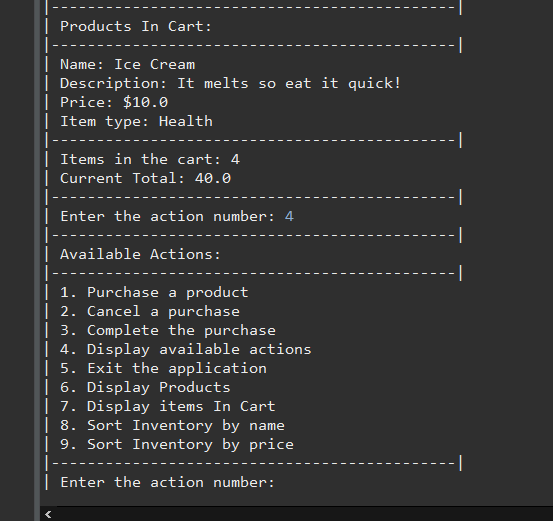 |---------------------------------------------|
| Products In Cart:
|---------------------------------------------|
| Name: Ice Cream
| Description: It melts so eat it quick!
| Price: $10.0
| Item type: Health
|---------------------------------------------|
| Items in the cart: 4
| Current Total: 40.0
|---------------------------------------------|
| Enter the action number: 4
|---------------------------------------------|
| Available Actions:
|---------------------------------------------|
| 1. Purchase a product
| 2. Cancel a purchase
| 3. Complete the purchase
| 4. Display available actions
| 5. Exit the application
| 6. Display Products
| 7. Display items In Cart
| 8. Sort Inventory by name
| 9. Sort Inventory by price
|---------------------------------------------|
| Enter the action number: